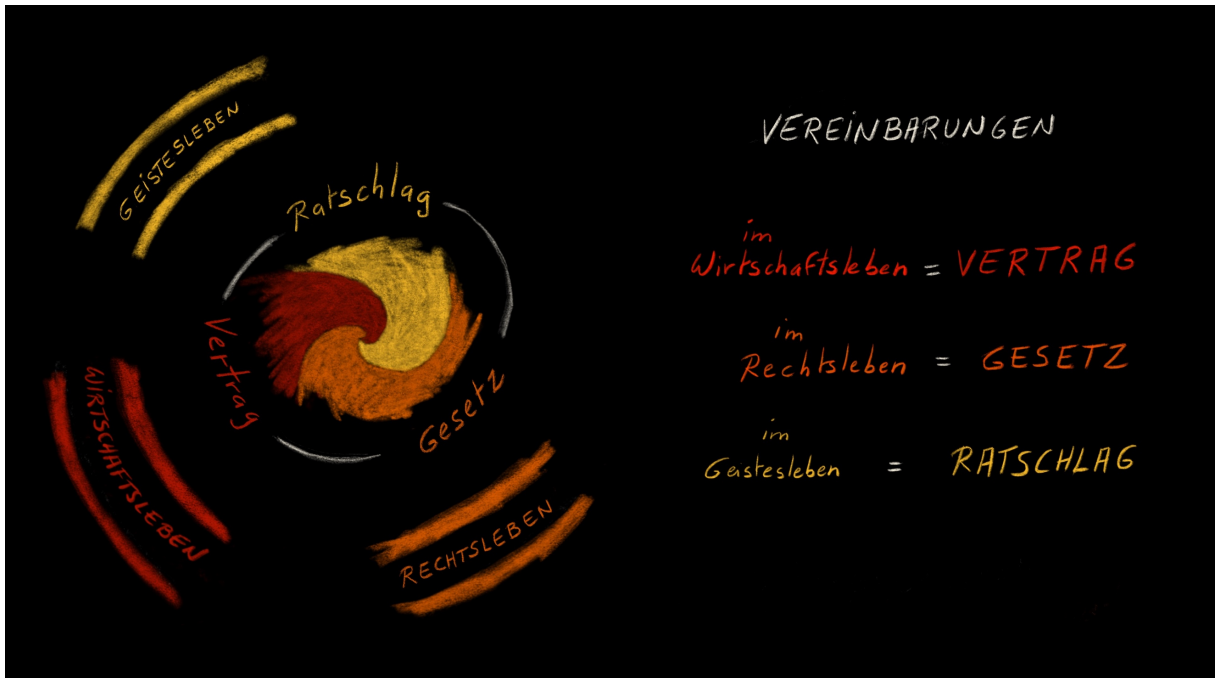 GEISTESLEBEN
Ratschlag
Vertrag
Gesetz
WIRTSCHAFTSLEBEN
RECHTSLEBEN
VEREINBARUNGEN
im
Wirtschaftsleben = VERTRAG
im
Rechtsleben = GESETZ
im
Geistesleben = RATSCHLAG